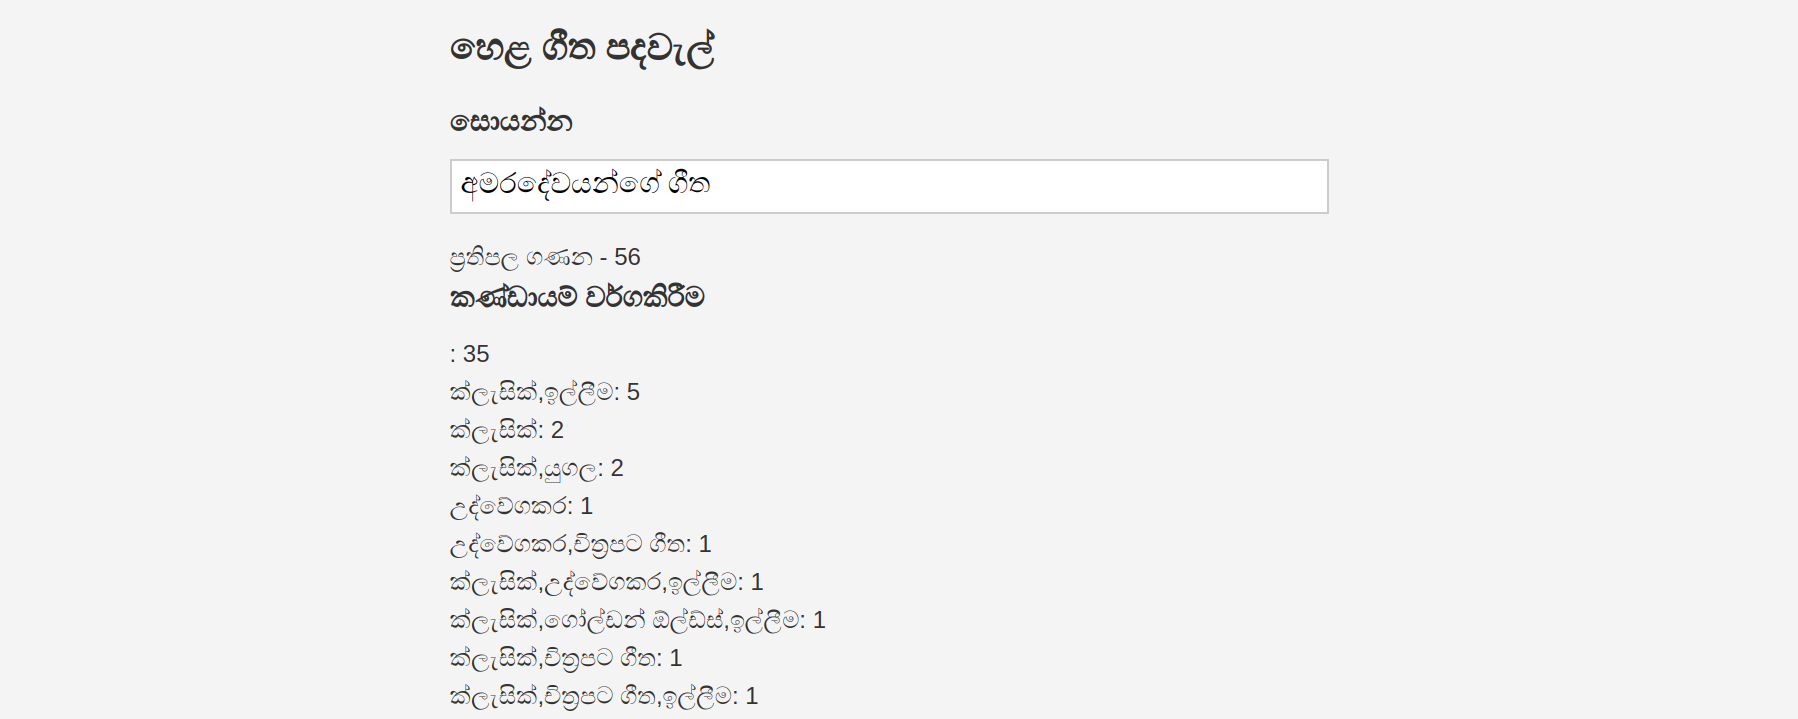 හෙළ ගීත පදවැල්
සොයන්න
අමරදේවයන්ගේ ගීත
ප්‍රතිපල ගණන - 56
කණ්ඩායම් වර්ගකිරීම
: 35
ක්ලැසික්,ඉල්ලීම: 5
ක්ලැසික්: 2
ක්ලැසික්,යුගල: 2
උද්වේගකර: 1
උද්වේගකර,චිත්‍රපට ගීත: 1
ක්ලැසික්,උද්වේගකර,ඉල්ලීම: 1
ක්ලැසික්,ගෝල්ඩන් ඕල්ඩ්ස්,ඉල්ලීම: 1
ක්ලැසික්,චිත්‍රපට ගීත: 1
ක්ලැසික්,චිත්‍රපට ගීත,ඉල්ලීම: 1